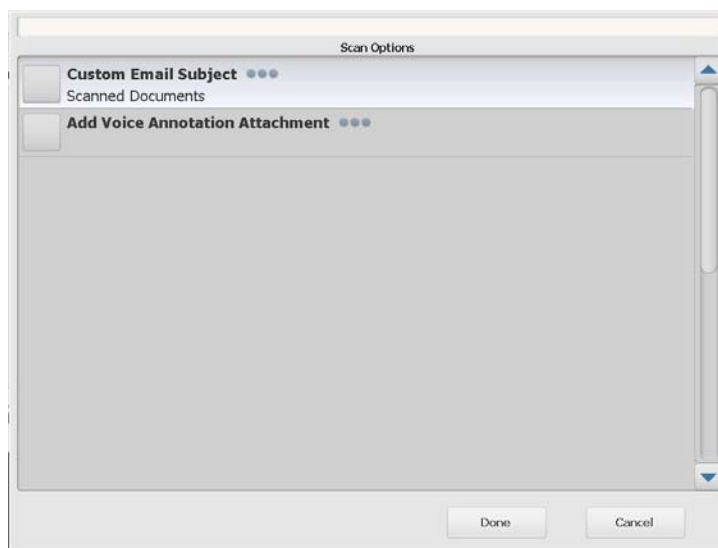 Scan Options
Custom Email Subject
Scanned Documents
Add Voice Annotation Attachment
Done
Cancel